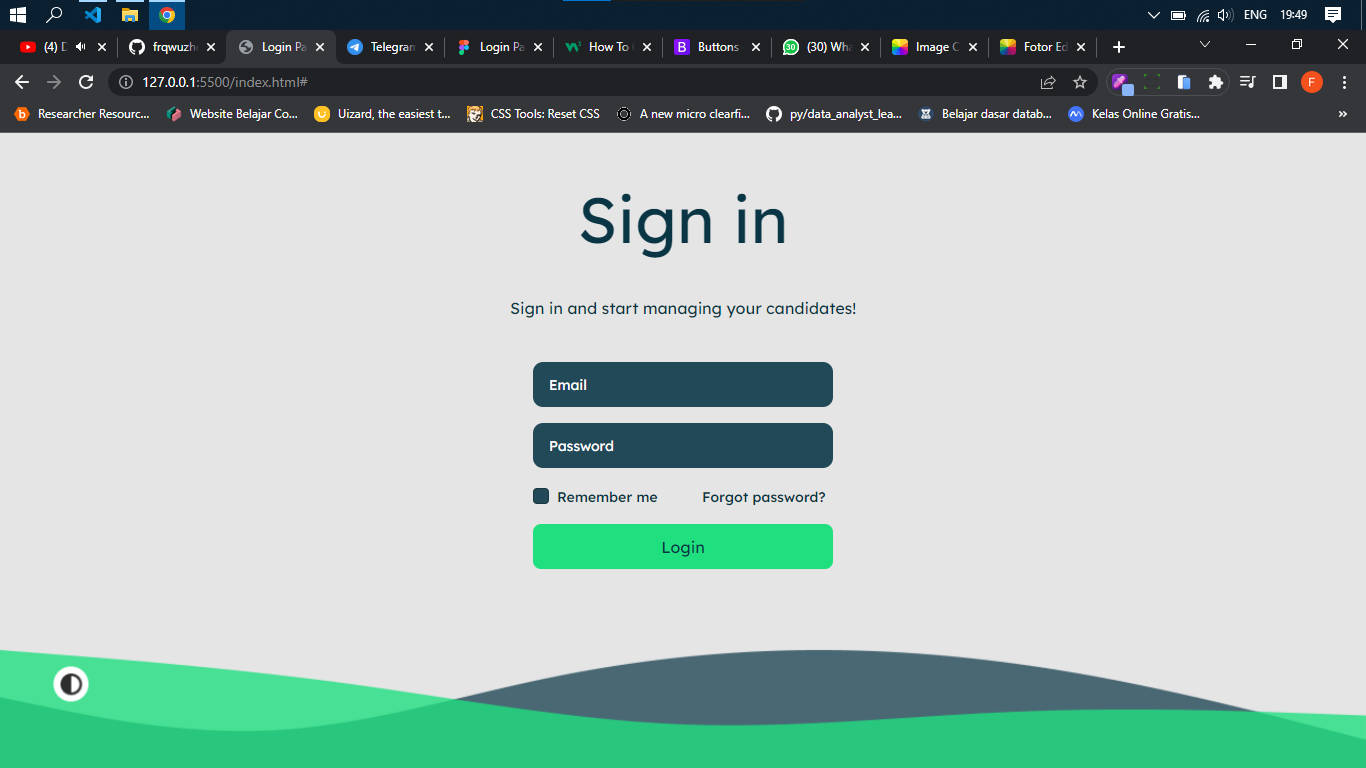 ENG 19:49
(4) D frqwuzh Login Pa Telegram Login Pa How To Buttons (30) Wha Image C Fotor Ed
127.0.0.1:5500/index.html# F
Researcher Resourc... Website Belajar Co... Uizard, the easiest t... CSS Tools: Reset CSS A new micro clearfi... py/data_analyst_lea... Belajar dasar datab... Kelas Online Gratis... »
Sign in
Sign in and start managing your candidates!
Email
Password
Remember me Forgot password?
Login